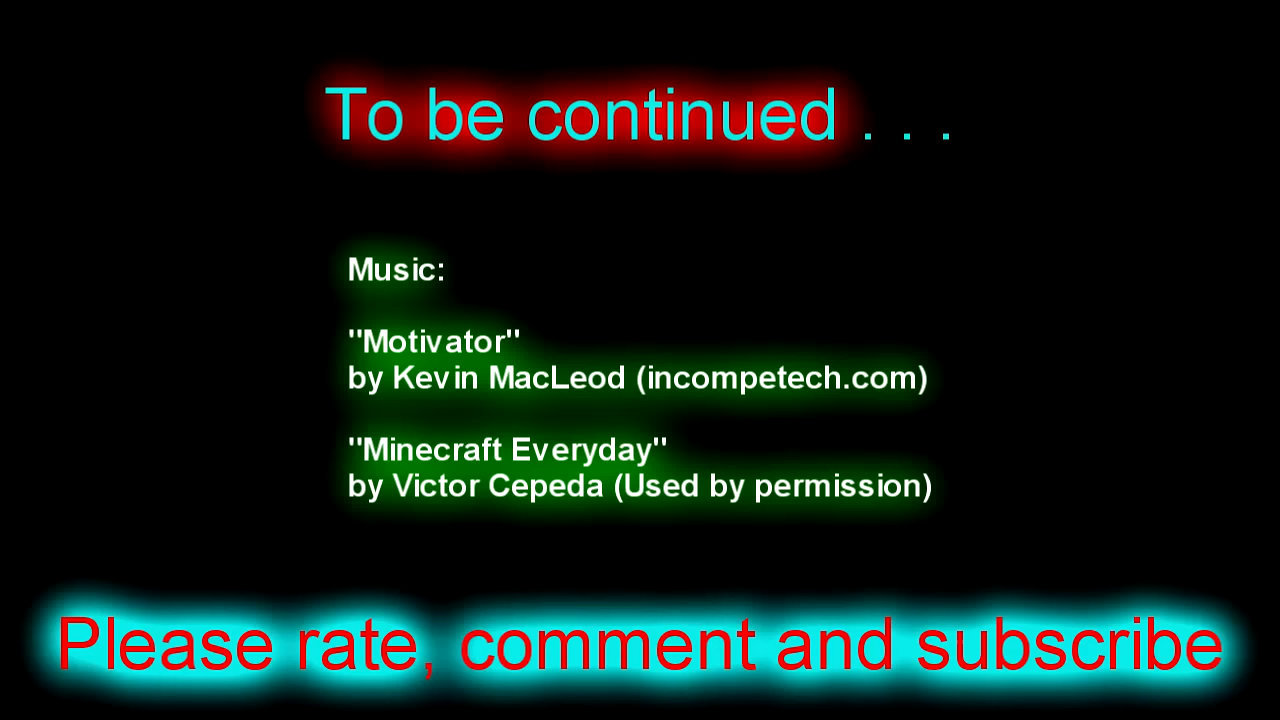 To be continued . . .
Music:
"Motivator"
by Kevin MacLeod (incompetech.com)
"Minecraft Everyday"
by Victor Cepeda (Used by permission)
Please rate, comment and subscribe